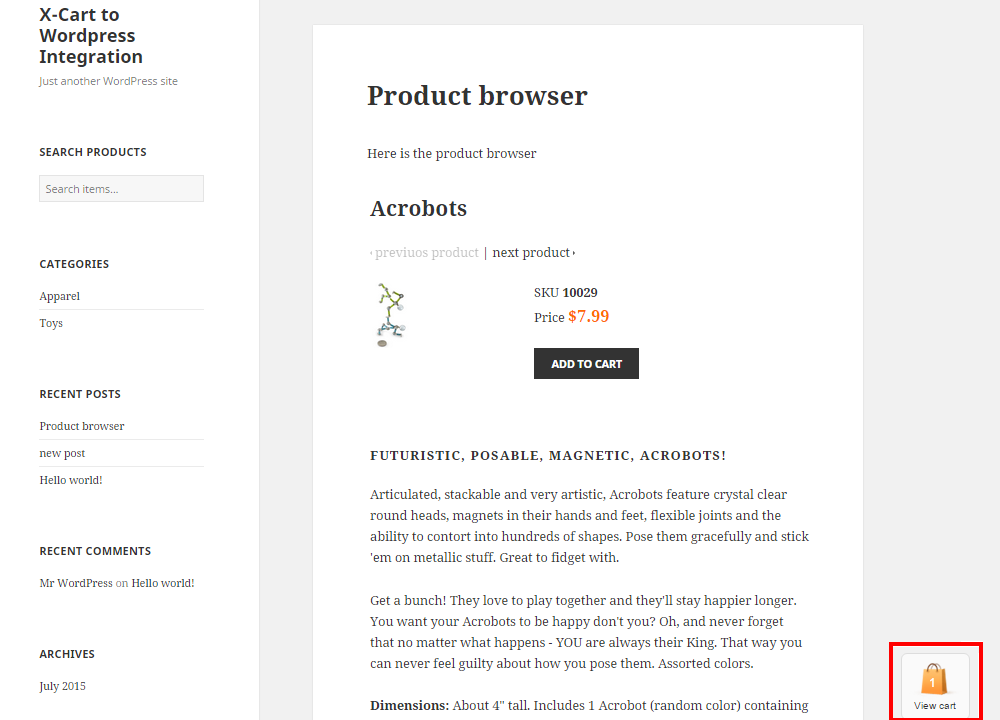 X-Cart to
Wordpress
Integration
Just another WordPress site
SEARCH PRODUCTS
Search items...
CATEGORIES
Apparel
Toys
RECENT POSTS
Product browser
new post
Hello world!
RECENT COMMENTS
Mr WordPress on Hello world!
ARCHIVES
July 2015
Product browser
Here is the product browser
Acrobots
‹ previuos product | next product ›
SKU 10029
Price $7.99
ADD TO CART
FUTURISTIC, POSABLE, MAGNETIC, ACROBOTS!
Articulated, stackable and very artistic, Acrobots feature crystal clear
round heads, magnets in their hands and feet, flexible joints and the
ability to contort into hundreds of shapes. Pose them gracefully and stick
'em on metallic stuff. Great to fidget with.
Get a bunch! They love to play together and they'll stay happier longer.
You want your Acrobots to be happy don't you? Oh, and never forget
that no matter what happens - YOU are always their King. That way you
can never feel guilty about how you pose them. Assorted colors.
Dimensions: About 4" tall. Includes 1 Acrobot (random color) containing
1
View cart